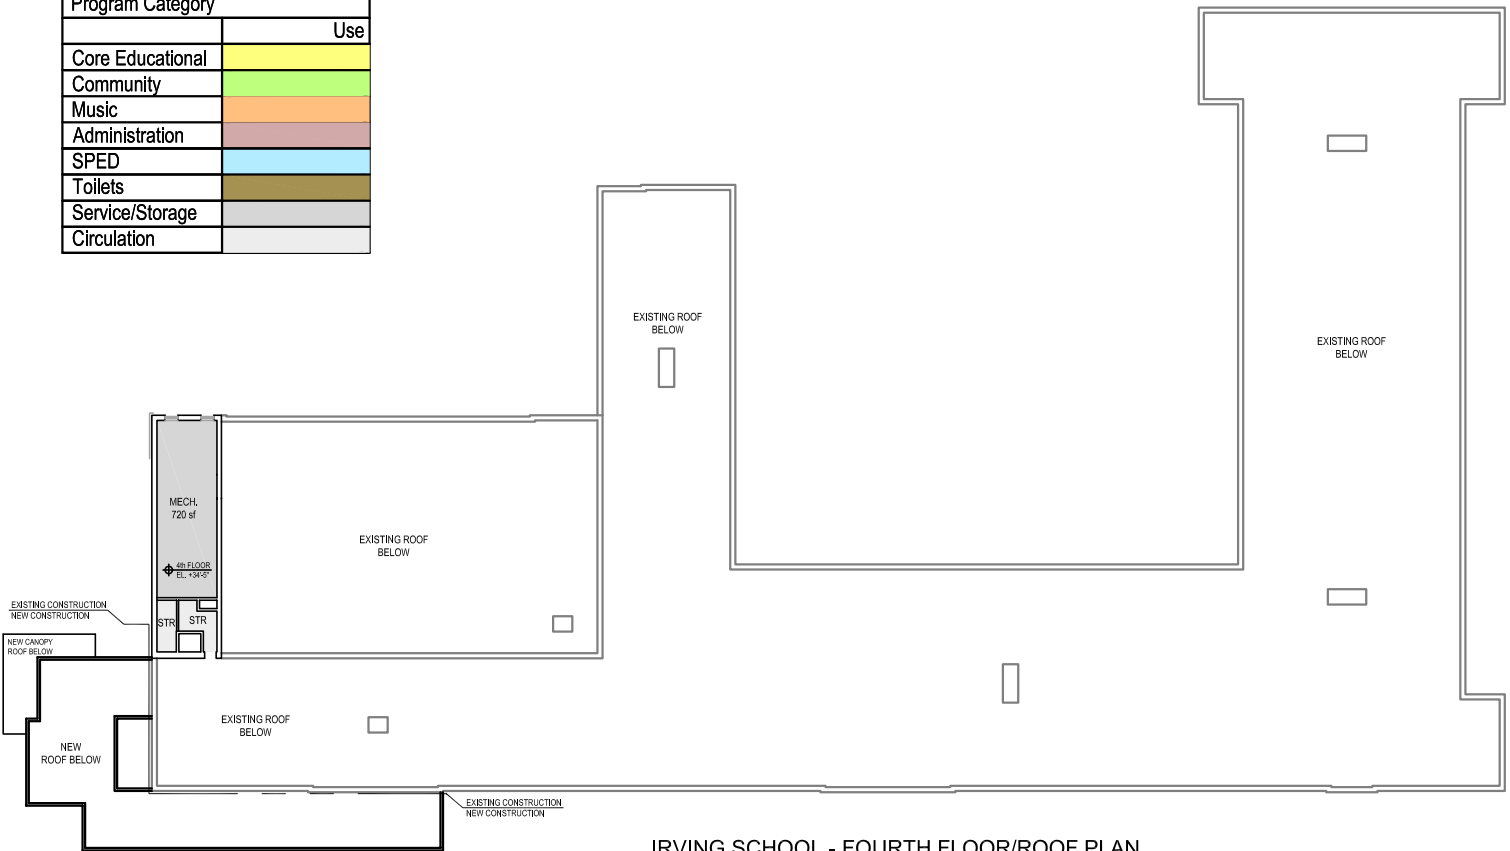 Program Category
Use
Core Educational
Community
Music
Administration
SPED
Toilets
Service/Storage
Circulation
EXISTING ROOF
BELOW
EXISTING ROOF
BELOW
MECH.
720 sf
EXISTING ROOF
BELOW
4th FLOOR
EL. +34'-5"
EXISTING CONSTRUCTION
NEW CONSTRUCTION
STR
STR
NEW CANOPY
ROOF BELOW
EXISTING ROOF
BELOW
NEW
ROOF BELOW
EXISTING CONSTRUCTION
NEW CONSTRUCTION
IRVING SCHOOL - FOURTH FLOOR/ROOF PLAN